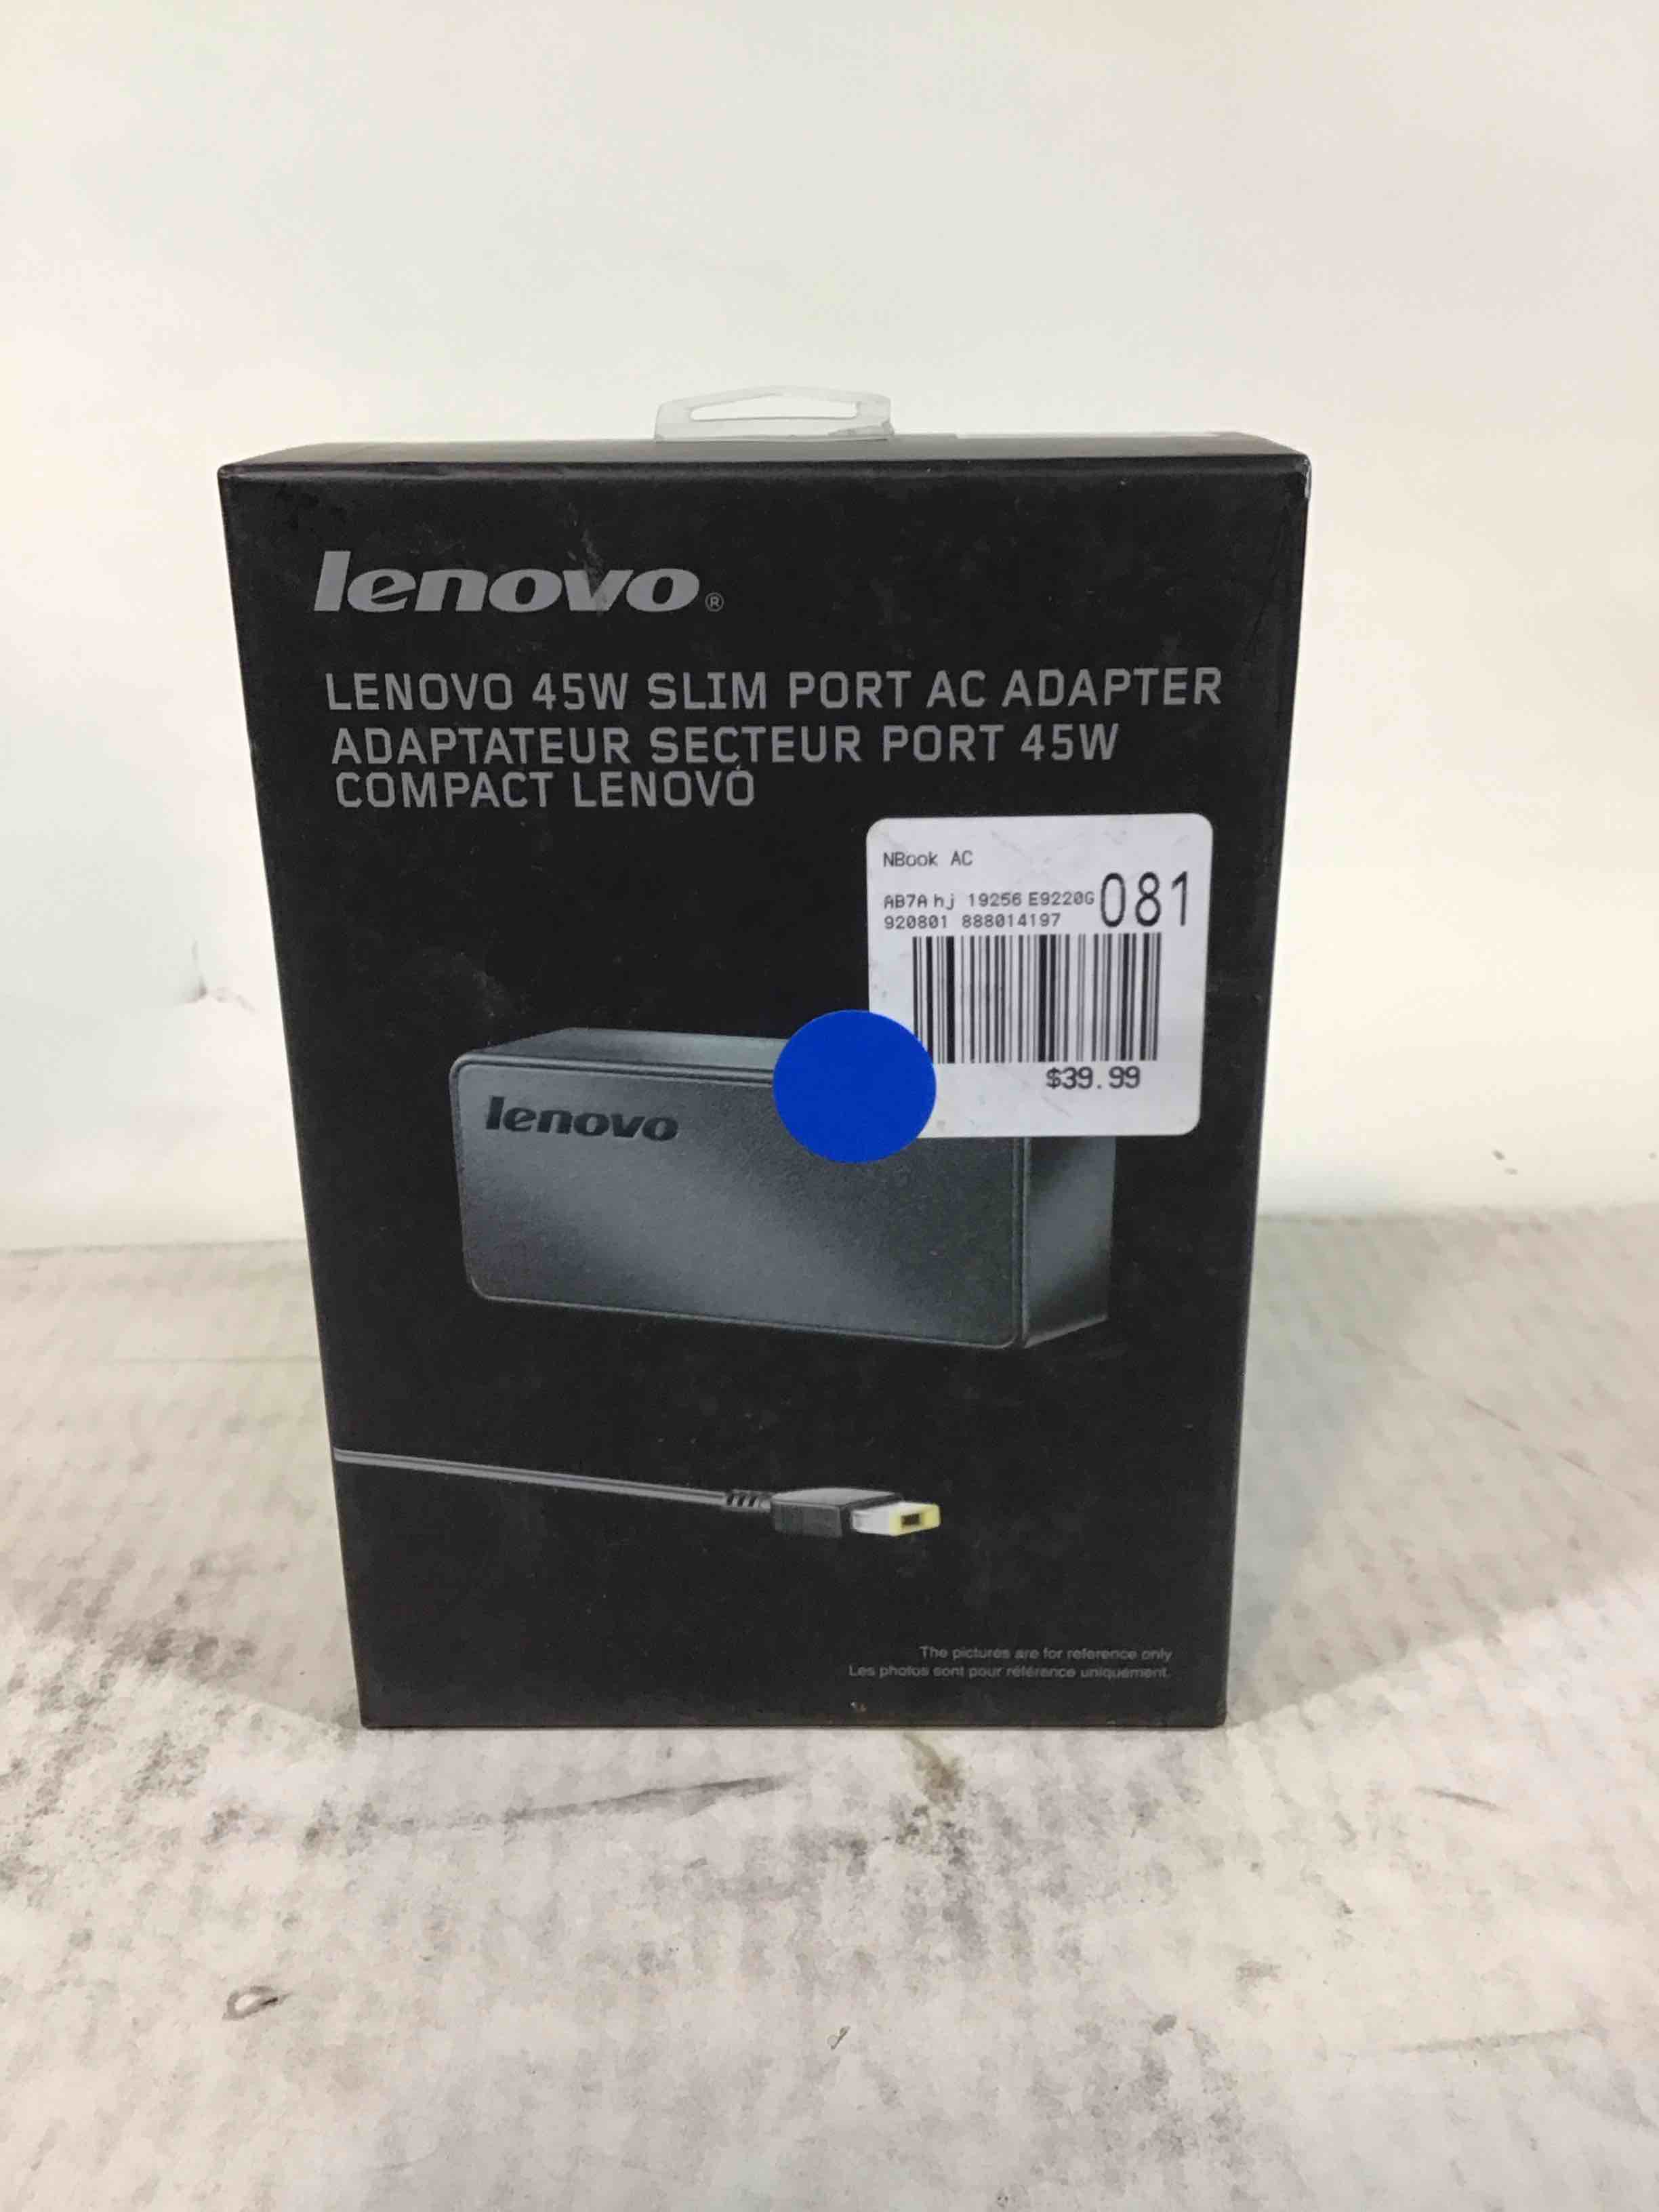 lenovo®
LENOVO 45W SLIM PORT AC ADAPTER
ADAPTATEUR SECTEUR PORT 45W
COMPACT LENOVO
NBook AC
AB7A hj 19256 E9220G 081
920801 888014197
$39.99
lenovo
The pictures are for reference only
Les photos sont pour référence uniquement.